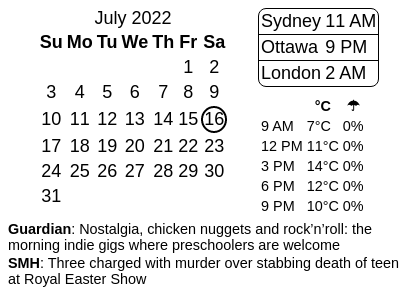 July 2022
Su Mo Tu We Th Fr Sa
1 2
3 4 5 6 7 8 9
10 11 12 13 14 15 16
17 18 19 20 21 22 23
24 25 26 27 28 29 30
31
Sydney 11 AM
Ottawa 9 PM
London 2 AM
°C ☂
9 AM 7°C 0%
12 PM 11°C 0%
3 PM 14°C 0%
6 PM 12°C 0%
9 PM 10°C 0%
Guardian: Nostalgia, chicken nuggets and rock’n’roll: the
morning indie gigs where preschoolers are welcome
SMH: Three charged with murder over stabbing death of teen
at Royal Easter Show